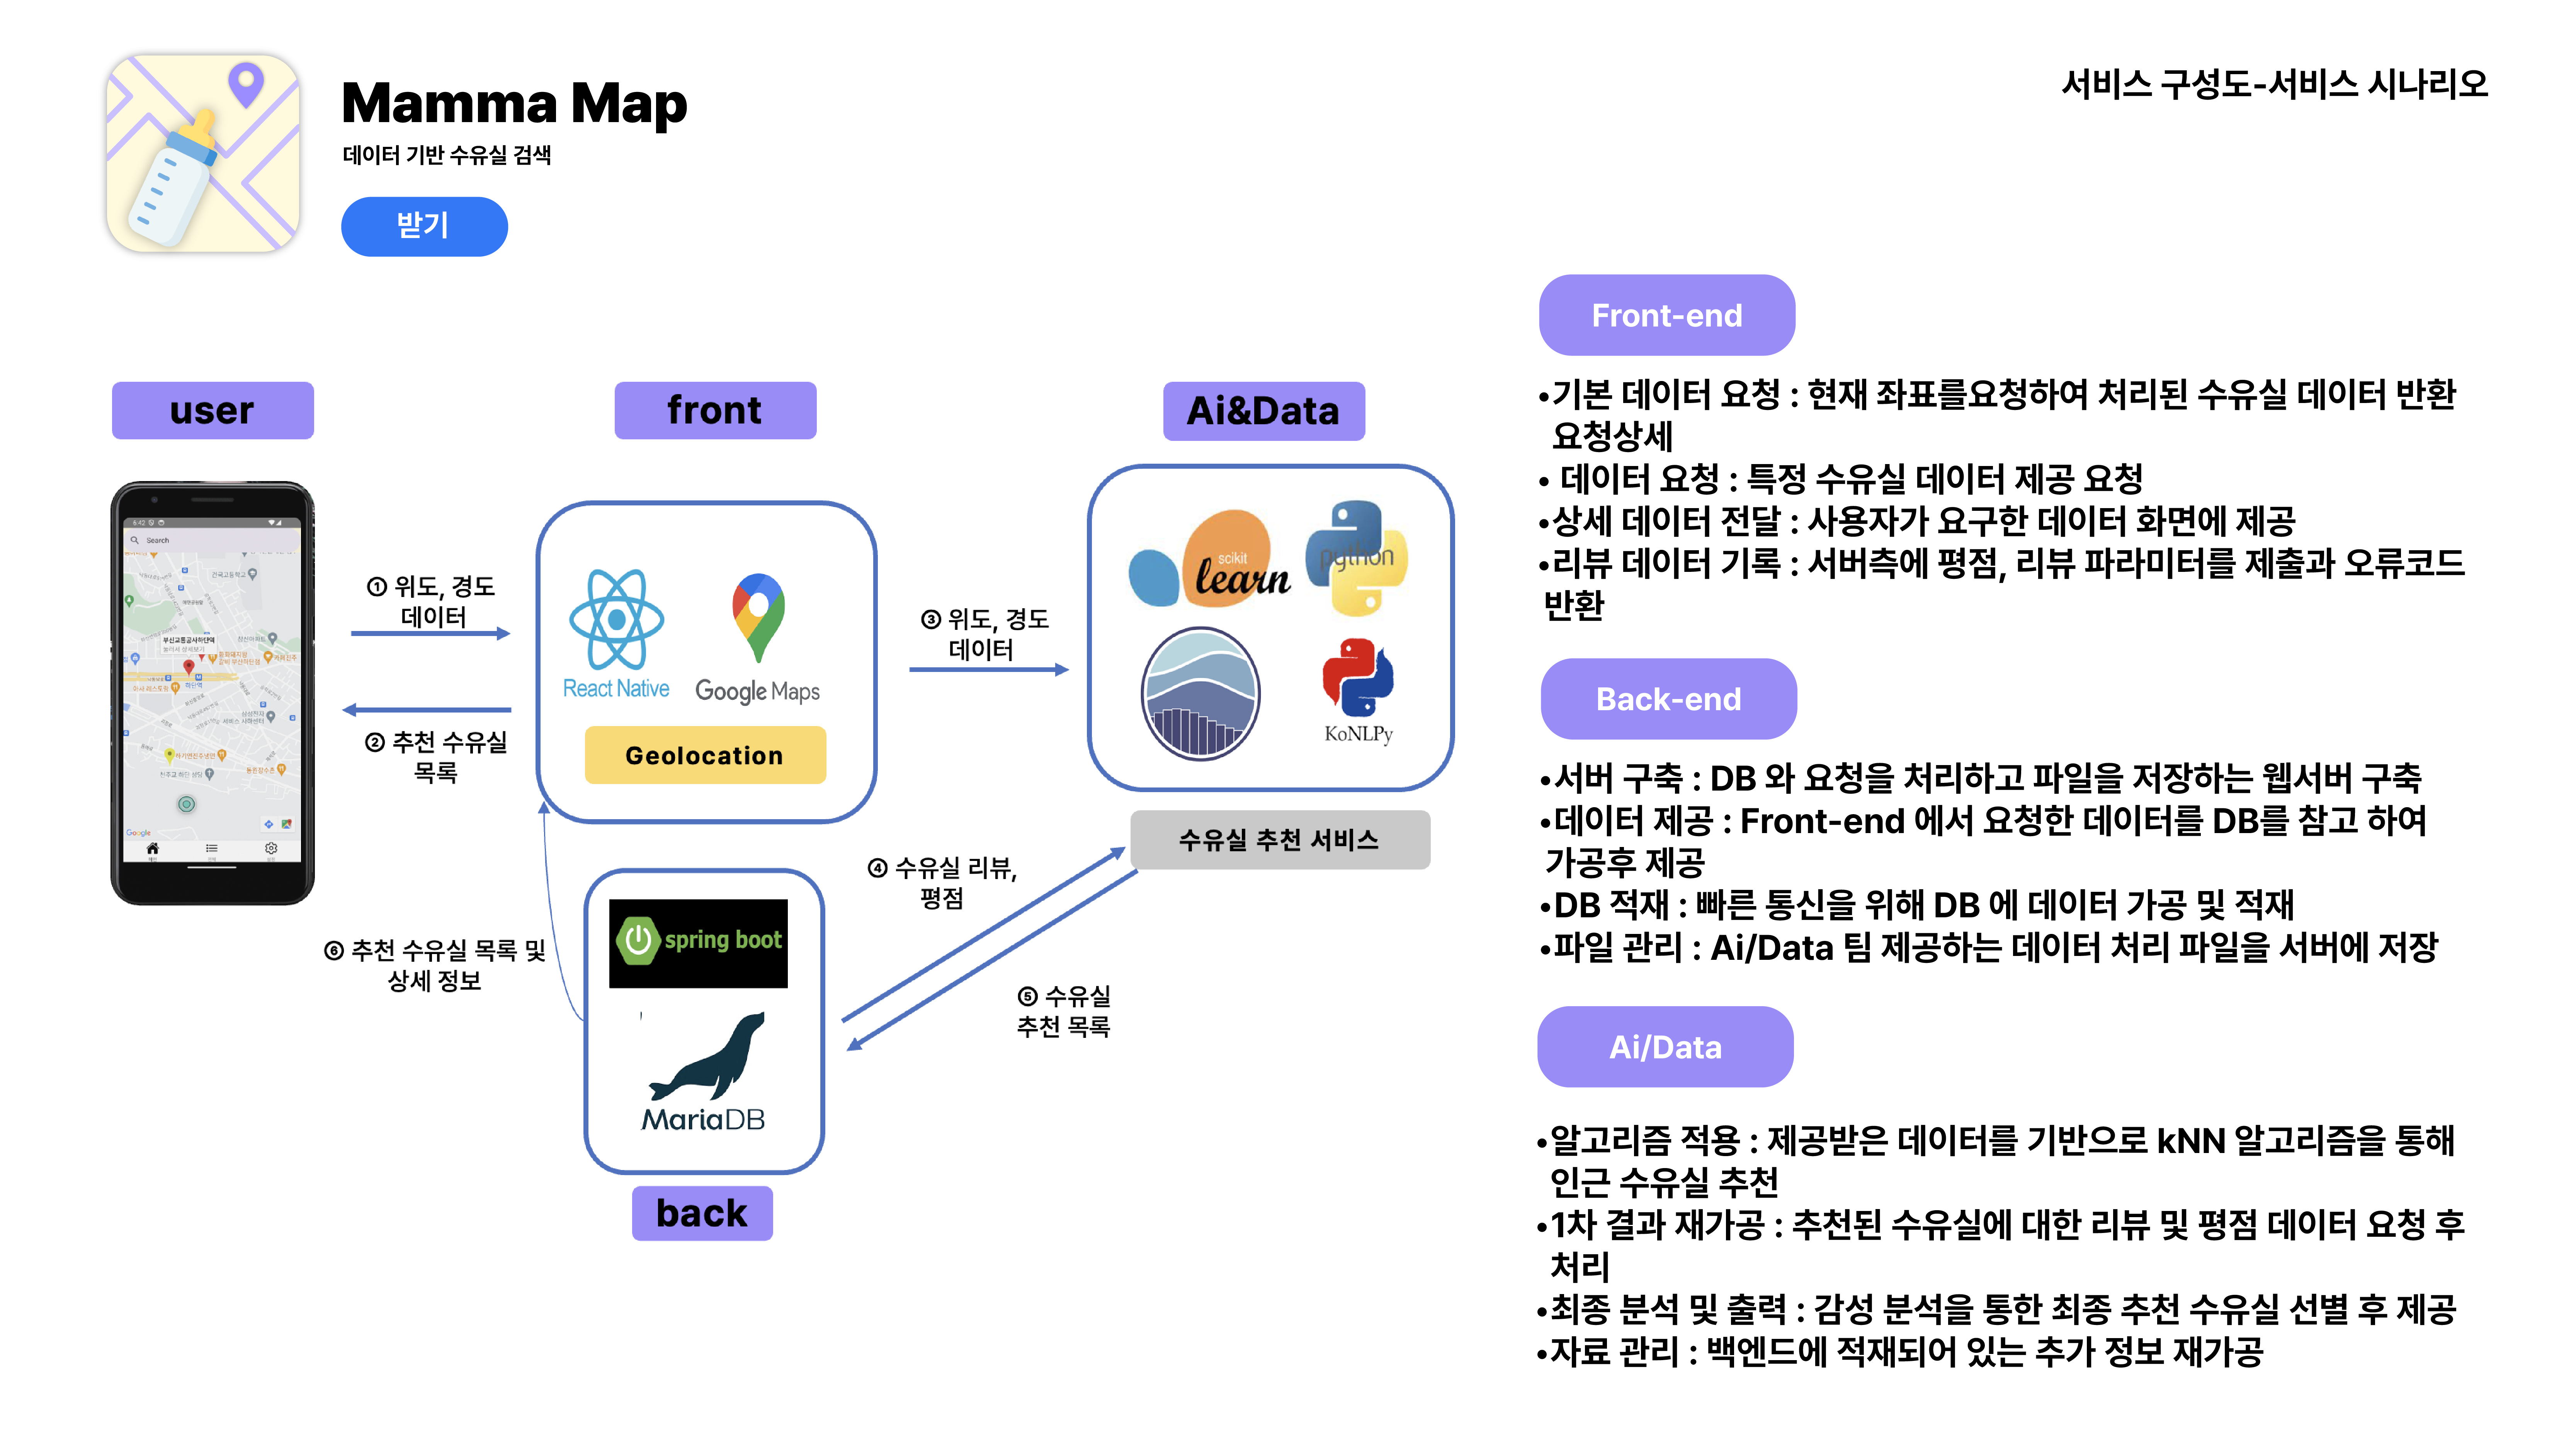 Mamma Map
데이터 기반 수유실 검색
받기
서비스 구성도-서비스 시나리오
user
front
Ai&Data
6:42
Search
부산교통공사하단역
하단역
Google
① 위도, 경도
데이터
② 추천 수유실
목록
React Native
Google Maps
Geolocation
③ 위도, 경도
데이터
scikit
learn
python
KoNLPy
수유실 추천 서비스
④ 수유실 리뷰,
평점
⑤ 수유실
추천 목록
⑥ 추천 수유실 목록 및
상세 정보
spring boot
MariaDB
back
Front-end
•기본 데이터 요청 : 현재 좌표를요청하여 처리된 수유실 데이터 반환
요청상세
• 데이터 요청 : 특정 수유실 데이터 제공 요청
•상세 데이터 전달 : 사용자가 요구한 데이터 화면에 제공
•리뷰 데이터 기록 : 서버측에 평점, 리뷰 파라미터를 제출과 오류코드
반환
Back-end
•서버 구축 : DB 와 요청을 처리하고 파일을 저장하는 웹서버 구축
•데이터 제공 : Front-end 에서 요청한 데이터를 DB를 참고 하여
가공후 제공
•DB 적재 : 빠른 통신을 위해 DB 에 데이터 가공 및 적재
•파일 관리 : Ai/Data 팀 제공하는 데이터 처리 파일을 서버에 저장
Ai/Data
•알고리즘 적용 : 제공받은 데이터를 기반으로 kNN 알고리즘을 통해
인근 수유실 추천
•1차 결과 재가공 : 추천된 수유실에 대한 리뷰 및 평점 데이터 요청 후
처리
•최종 분석 및 출력 : 감성 분석을 통한 최종 추천 수유실 선별 후 제공
•자료 관리 : 백엔드에 적재되어 있는 추가 정보 재가공